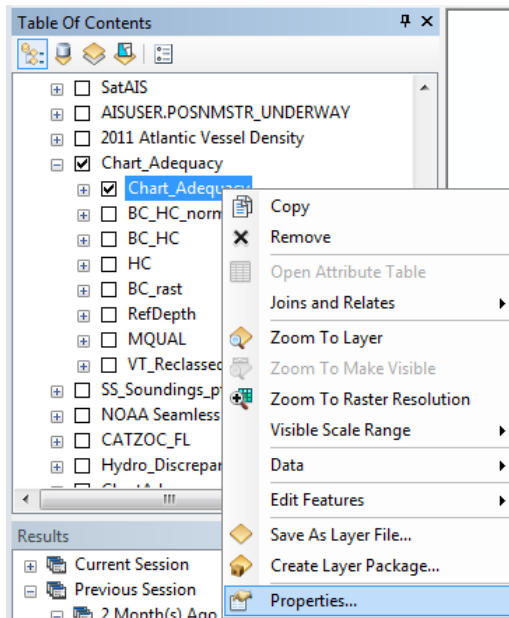 Table Of Contents
SatAIS
AISUSER.POSNMSTR_UNDERWAY
2011 Atlantic Vessel Density
Chart_Adequacy
Chart_Adequacy
BC_HC_norm
BC_HC
HC
BC_rast
RefDepth
MQUAL
VT_Reclassed
SS_Soundings_pt
NOAA Seamless
CATZOC_FL
Hydro_Discrepan
Copy
Remove
Open Attribute Table
Joins and Relates
Zoom To Layer
Zoom To Make Visible
Zoom To Raster Resolution
Visible Scale Range
Data
Edit Features
Save As Layer File...
Create Layer Package...
Properties...
Results
Current Session
Previous Session
2 Month(s) Ago